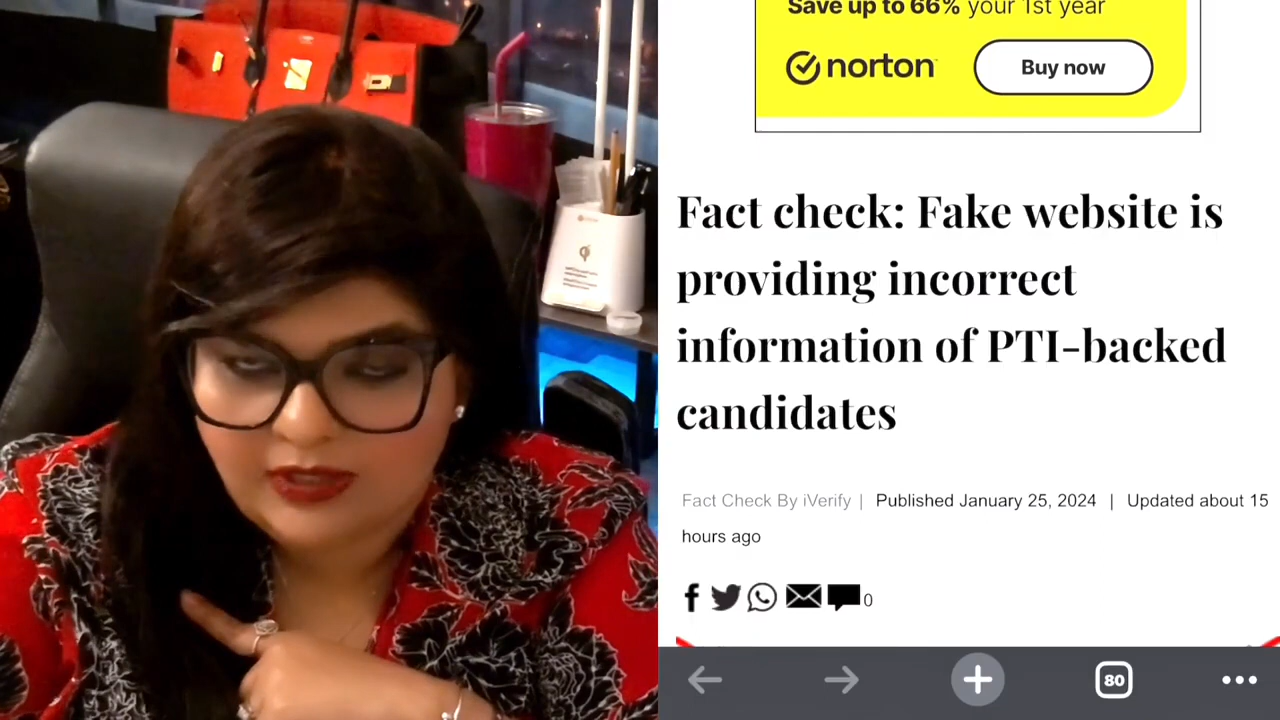 Save up to 66% your 1st year
norton
Buy now
Fact check: Fake website is
providing incorrect
information of PTI-backed
candidates
Fact Check By iVerify | Published January 25, 2024 | Updated about 15
hours ago
0
80